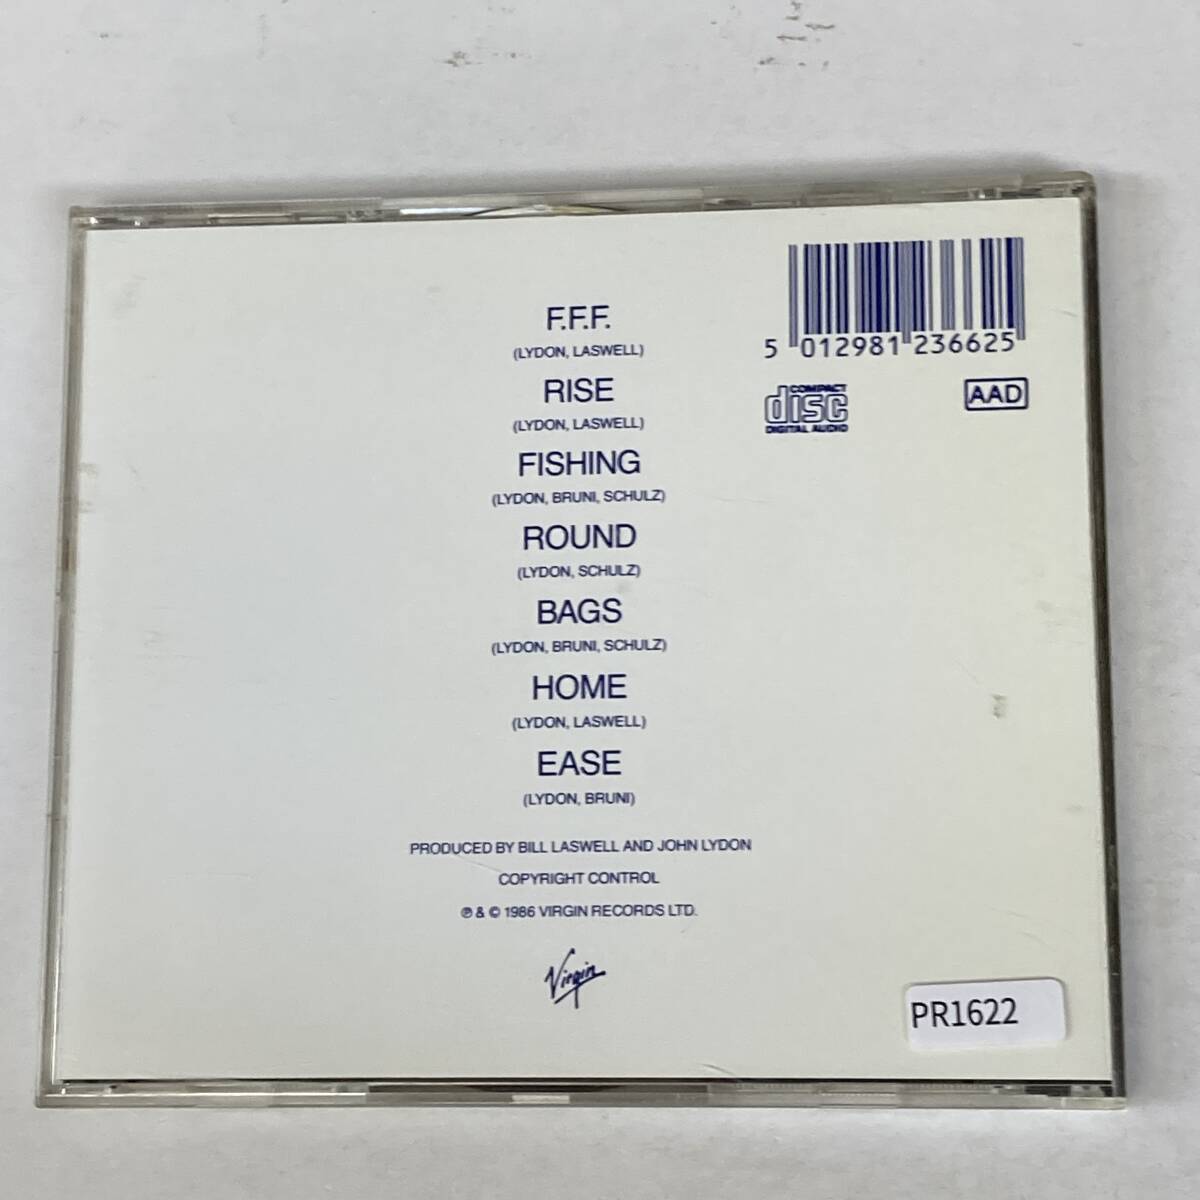 F.F.F.
(LYDON, LASWELL)
RISE
(LYDON, LASWELL)
FISHING
(LYDON, BRUNI, SCHULZ)
ROUND
(LYDON, SCHULZ)
BAGS
(LYDON, BRUNI, SCHULZ)
HOME
(LYDON, LASWELL)
EASE
(LYDON, BRUNI)
PRODUCED BY BILL LASWELL AND JOHN LYDON
COPYRIGHT CONTROL
℗ & © 1986 VIRGIN RECORDS LTD.
Virgin
5 012981 236625
COMPACT
disc
DIGITAL AUDIO
AAD
PR1622